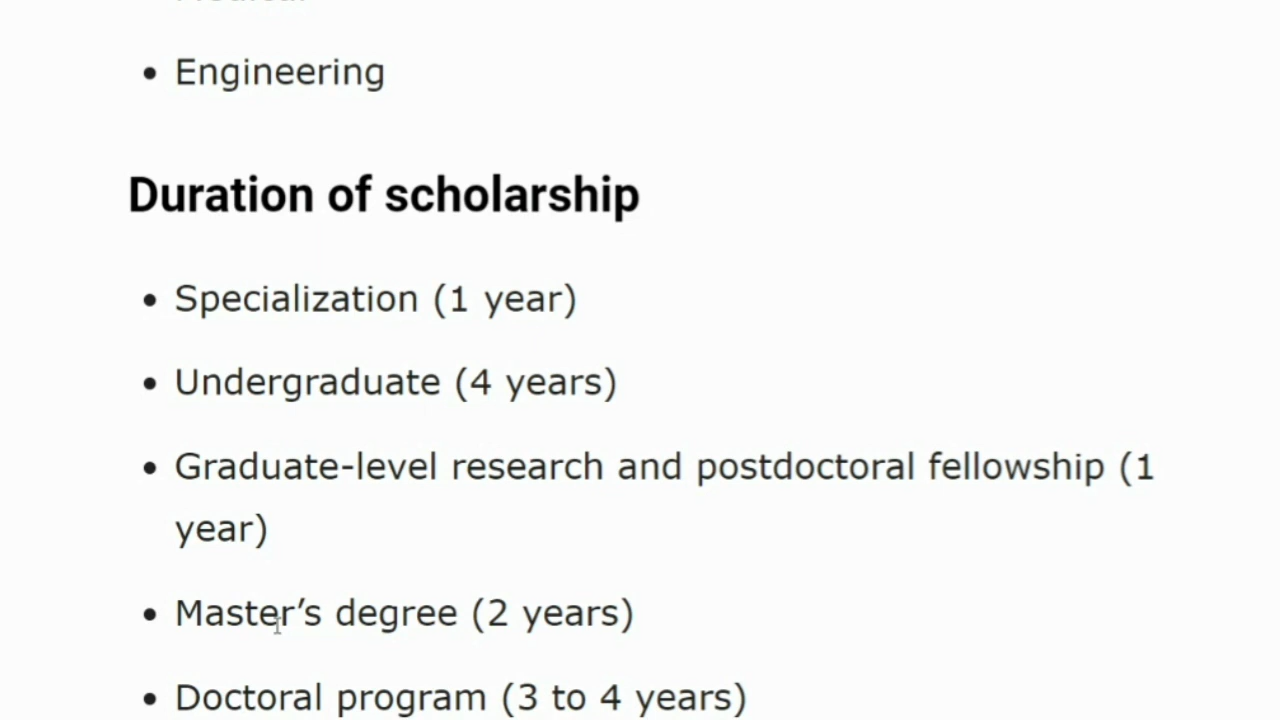 Engineering
Duration of scholarship
Specialization (1 year)
Undergraduate (4 years)
Graduate-level research and postdoctoral fellowship (1
year)
Master’s degree (2 years)
Doctoral program (3 to 4 years)